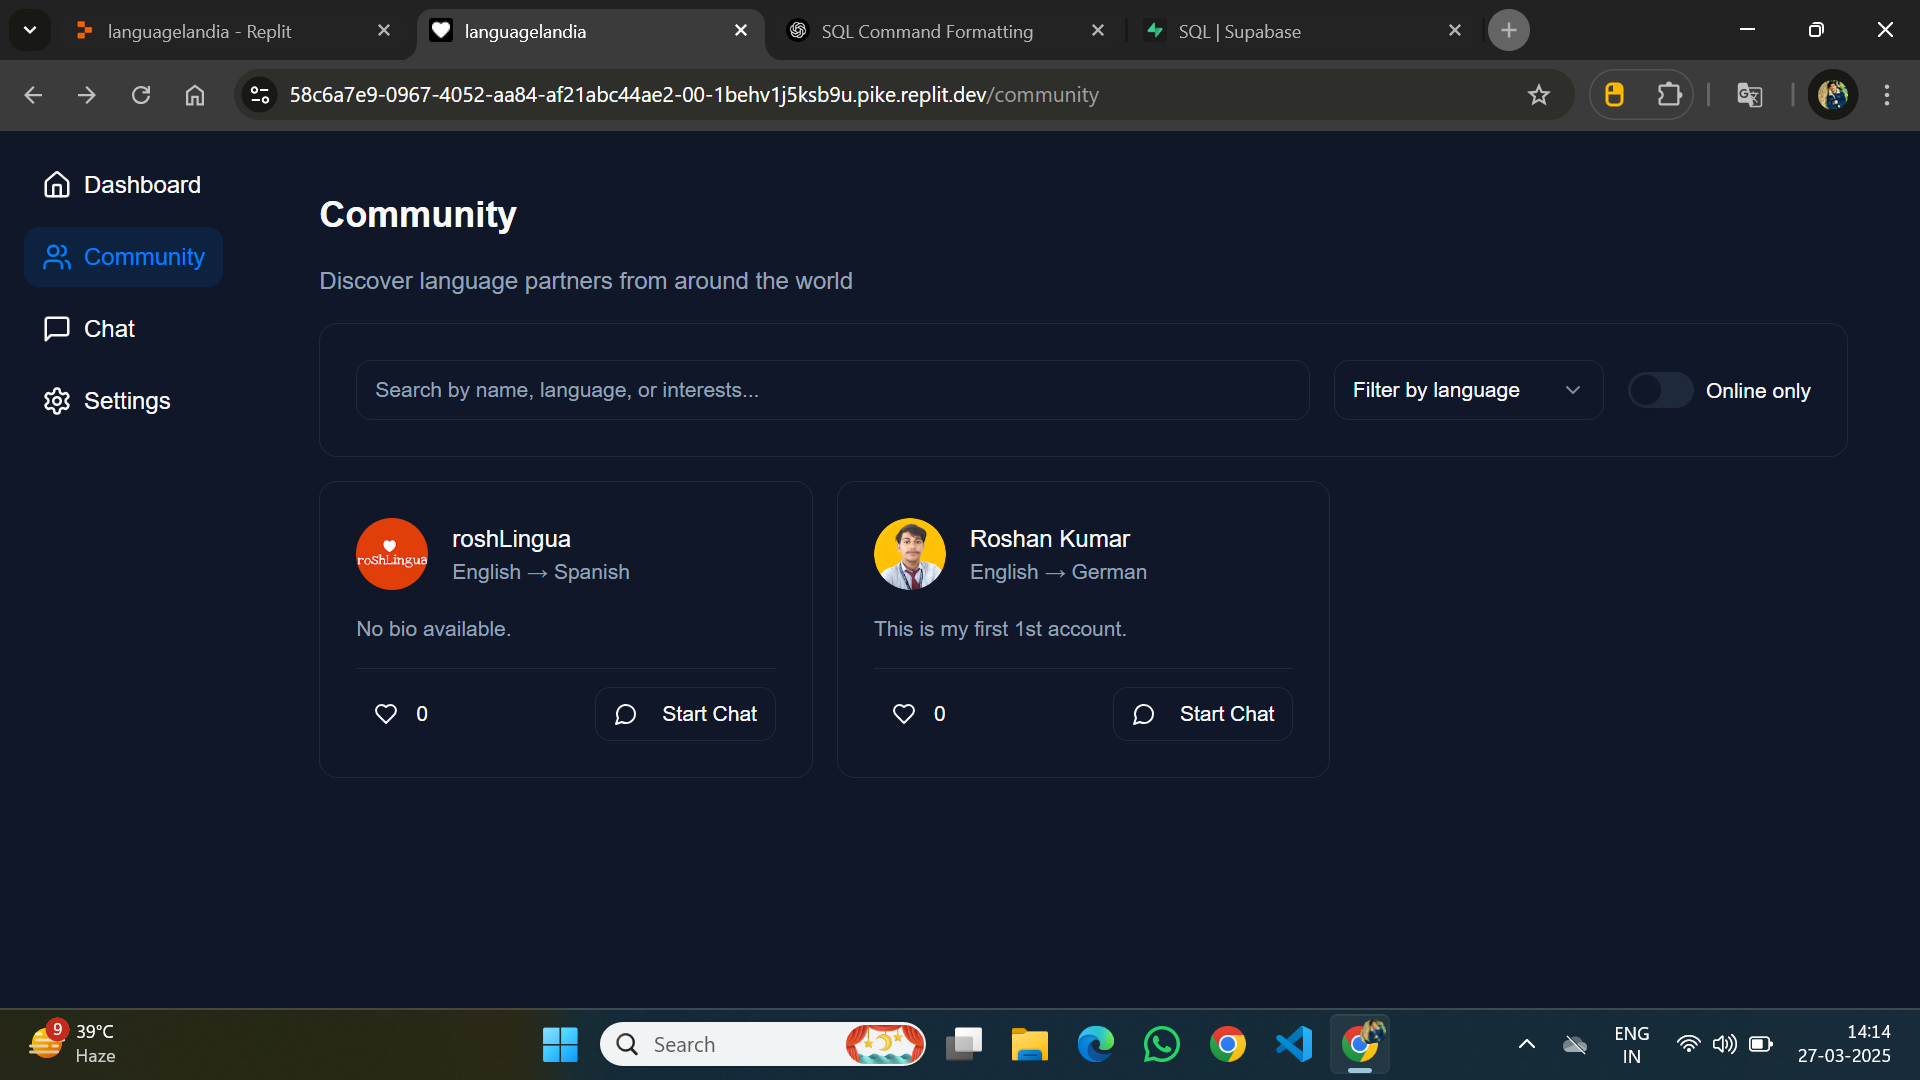 languagelandia - Replit
languagelandia
SQL Command Formatting
SQL | Supabase
58c6a7e9-0967-4052-aa84-af21abc44ae2-00-1behv1j5ksb9u.pike.replit.dev/community
Dashboard
Community
Chat
Settings
Community
Discover language partners from around the world
Search by name, language, or interests...
Filter by language
Online only
roshLingua
roshLingua
English → Spanish
No bio available.
0
Start Chat
Roshan Kumar
English → German
This is my first 1st account.
0
Start Chat
9
39°C
Haze
Search
ENG
IN
14:14
27-03-2025